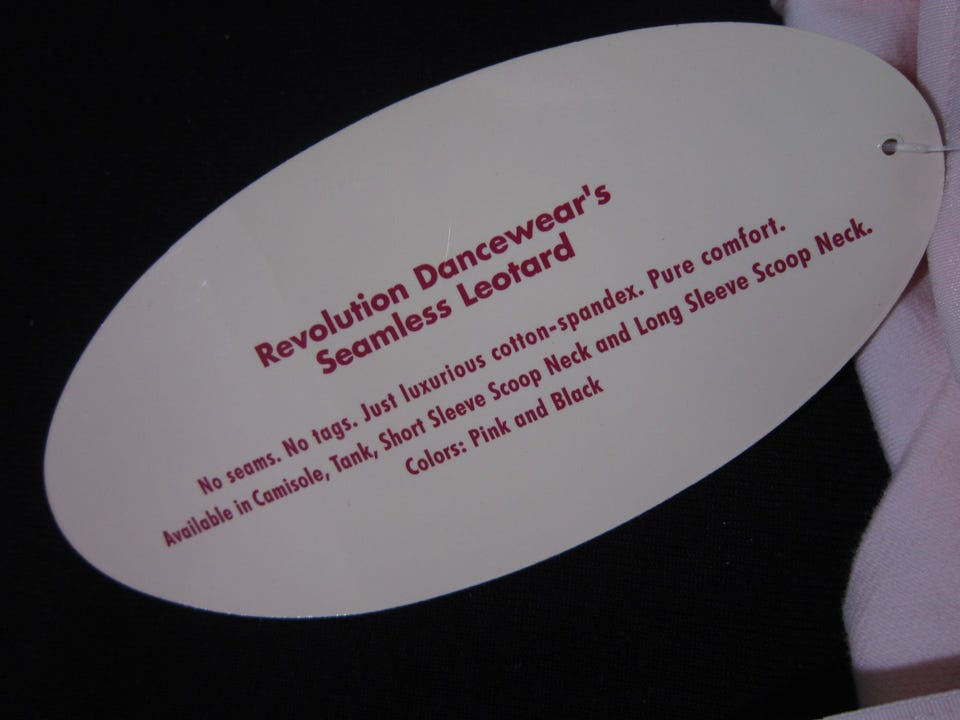 Revolution Dancewear's
Seamless Leotard
No seams. No tags. Just luxurious cotton-spandex. Pure comfort.
Available in Camisole, Tank, Short Sleeve Scoop Neck and Long Sleeve Scoop Neck.
Colors: Pink and Black